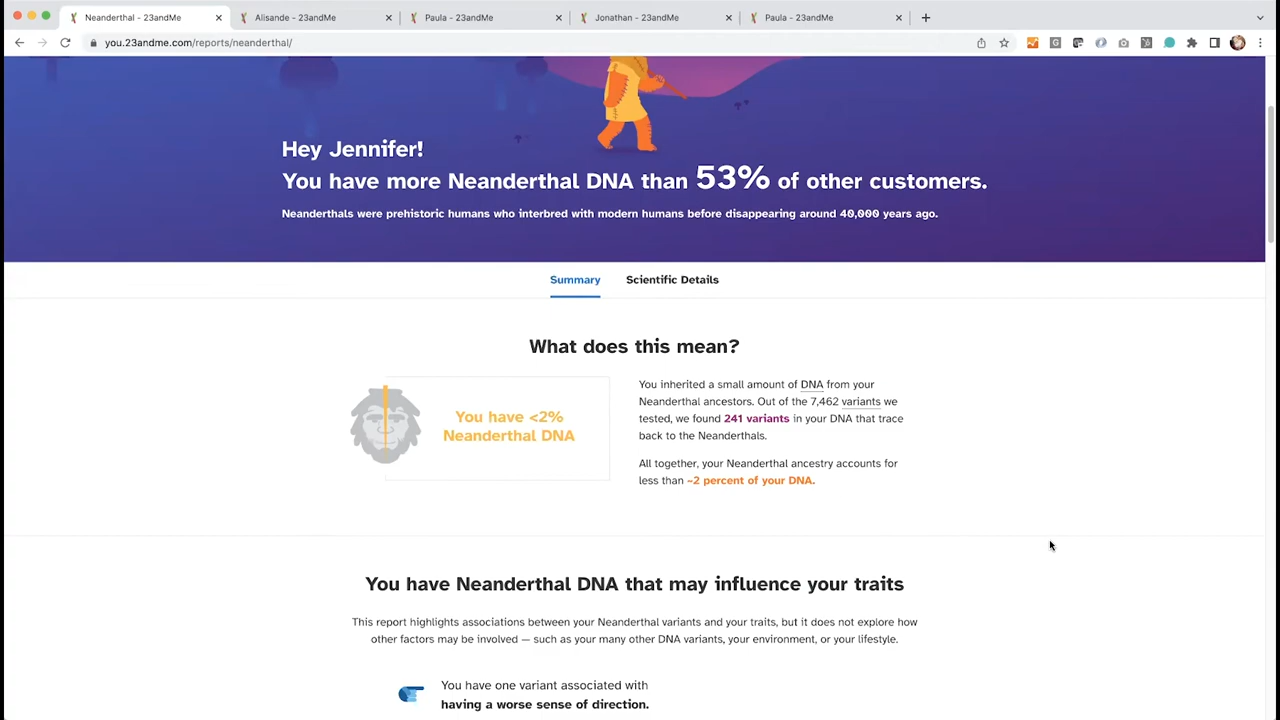 Neanderthal - 23andMe
Alisande - 23andMe
Paula - 23andMe
Jonathan - 23andMe
Paula - 23andMe
you.23andme.com/reports/neanderthal/
Hey Jennifer!
You have more Neanderthal DNA than 53% of other customers.
Neanderthals were prehistoric humans who interbred with modern humans before disappearing around 40,000 years ago.
Summary
Scientific Details
What does this mean?
You have <2%
Neanderthal DNA
You inherited a small amount of DNA from your
Neanderthal ancestors. Out of the 7,462 variants we
tested, we found 241 variants in your DNA that trace
back to the Neanderthals.
All together, your Neanderthal ancestry accounts for
less than ~2 percent of your DNA.
You have Neanderthal DNA that may influence your traits
This report highlights associations between your Neanderthal variants and your traits, but it does not explore how
other factors may be involved — such as your many other DNA variants, your environment, or your lifestyle.
You have one variant associated with
having a worse sense of direction.